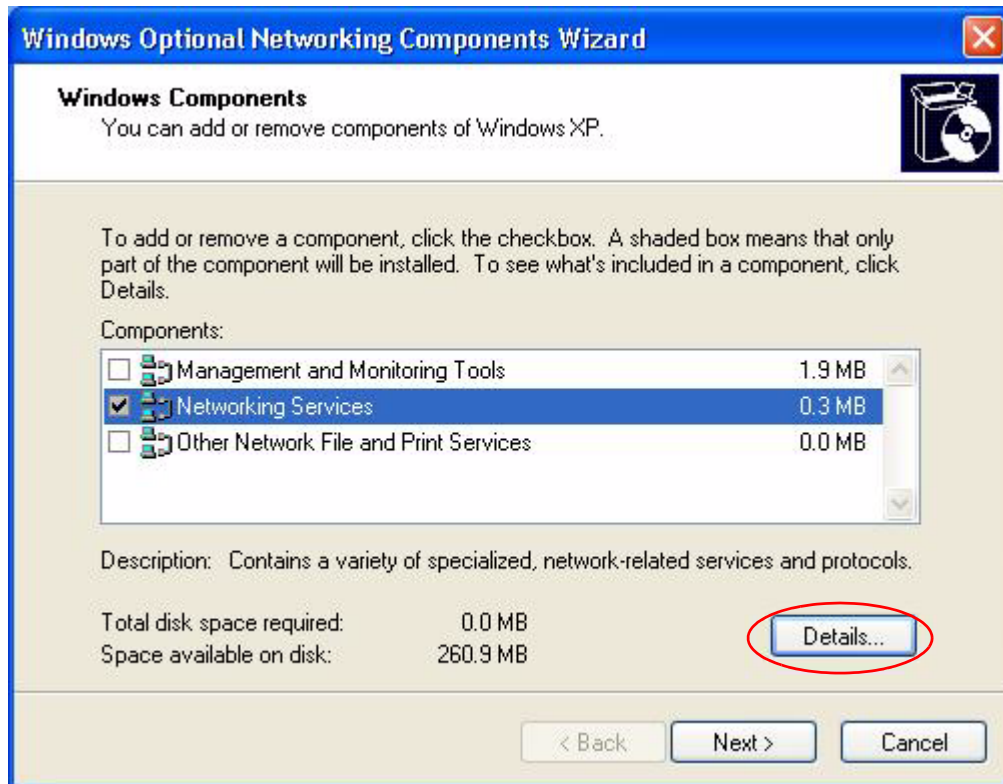 Windows Optional Networking Components Wizard
Windows Components
You can add or remove components of Windows XP.
To add or remove a component, click the checkbox. A shaded box means that only
part of the component will be installed. To see what's included in a component, click
Details.
Components:
Management and Monitoring Tools 1.9 MB
Networking Services 0.3 MB
Other Network File and Print Services 0.0 MB
Description: Contains a variety of specialized, network-related services and protocols.
Total disk space required: 0.0 MB
Space available on disk: 260.9 MB
Details...
< Back Next > Cancel